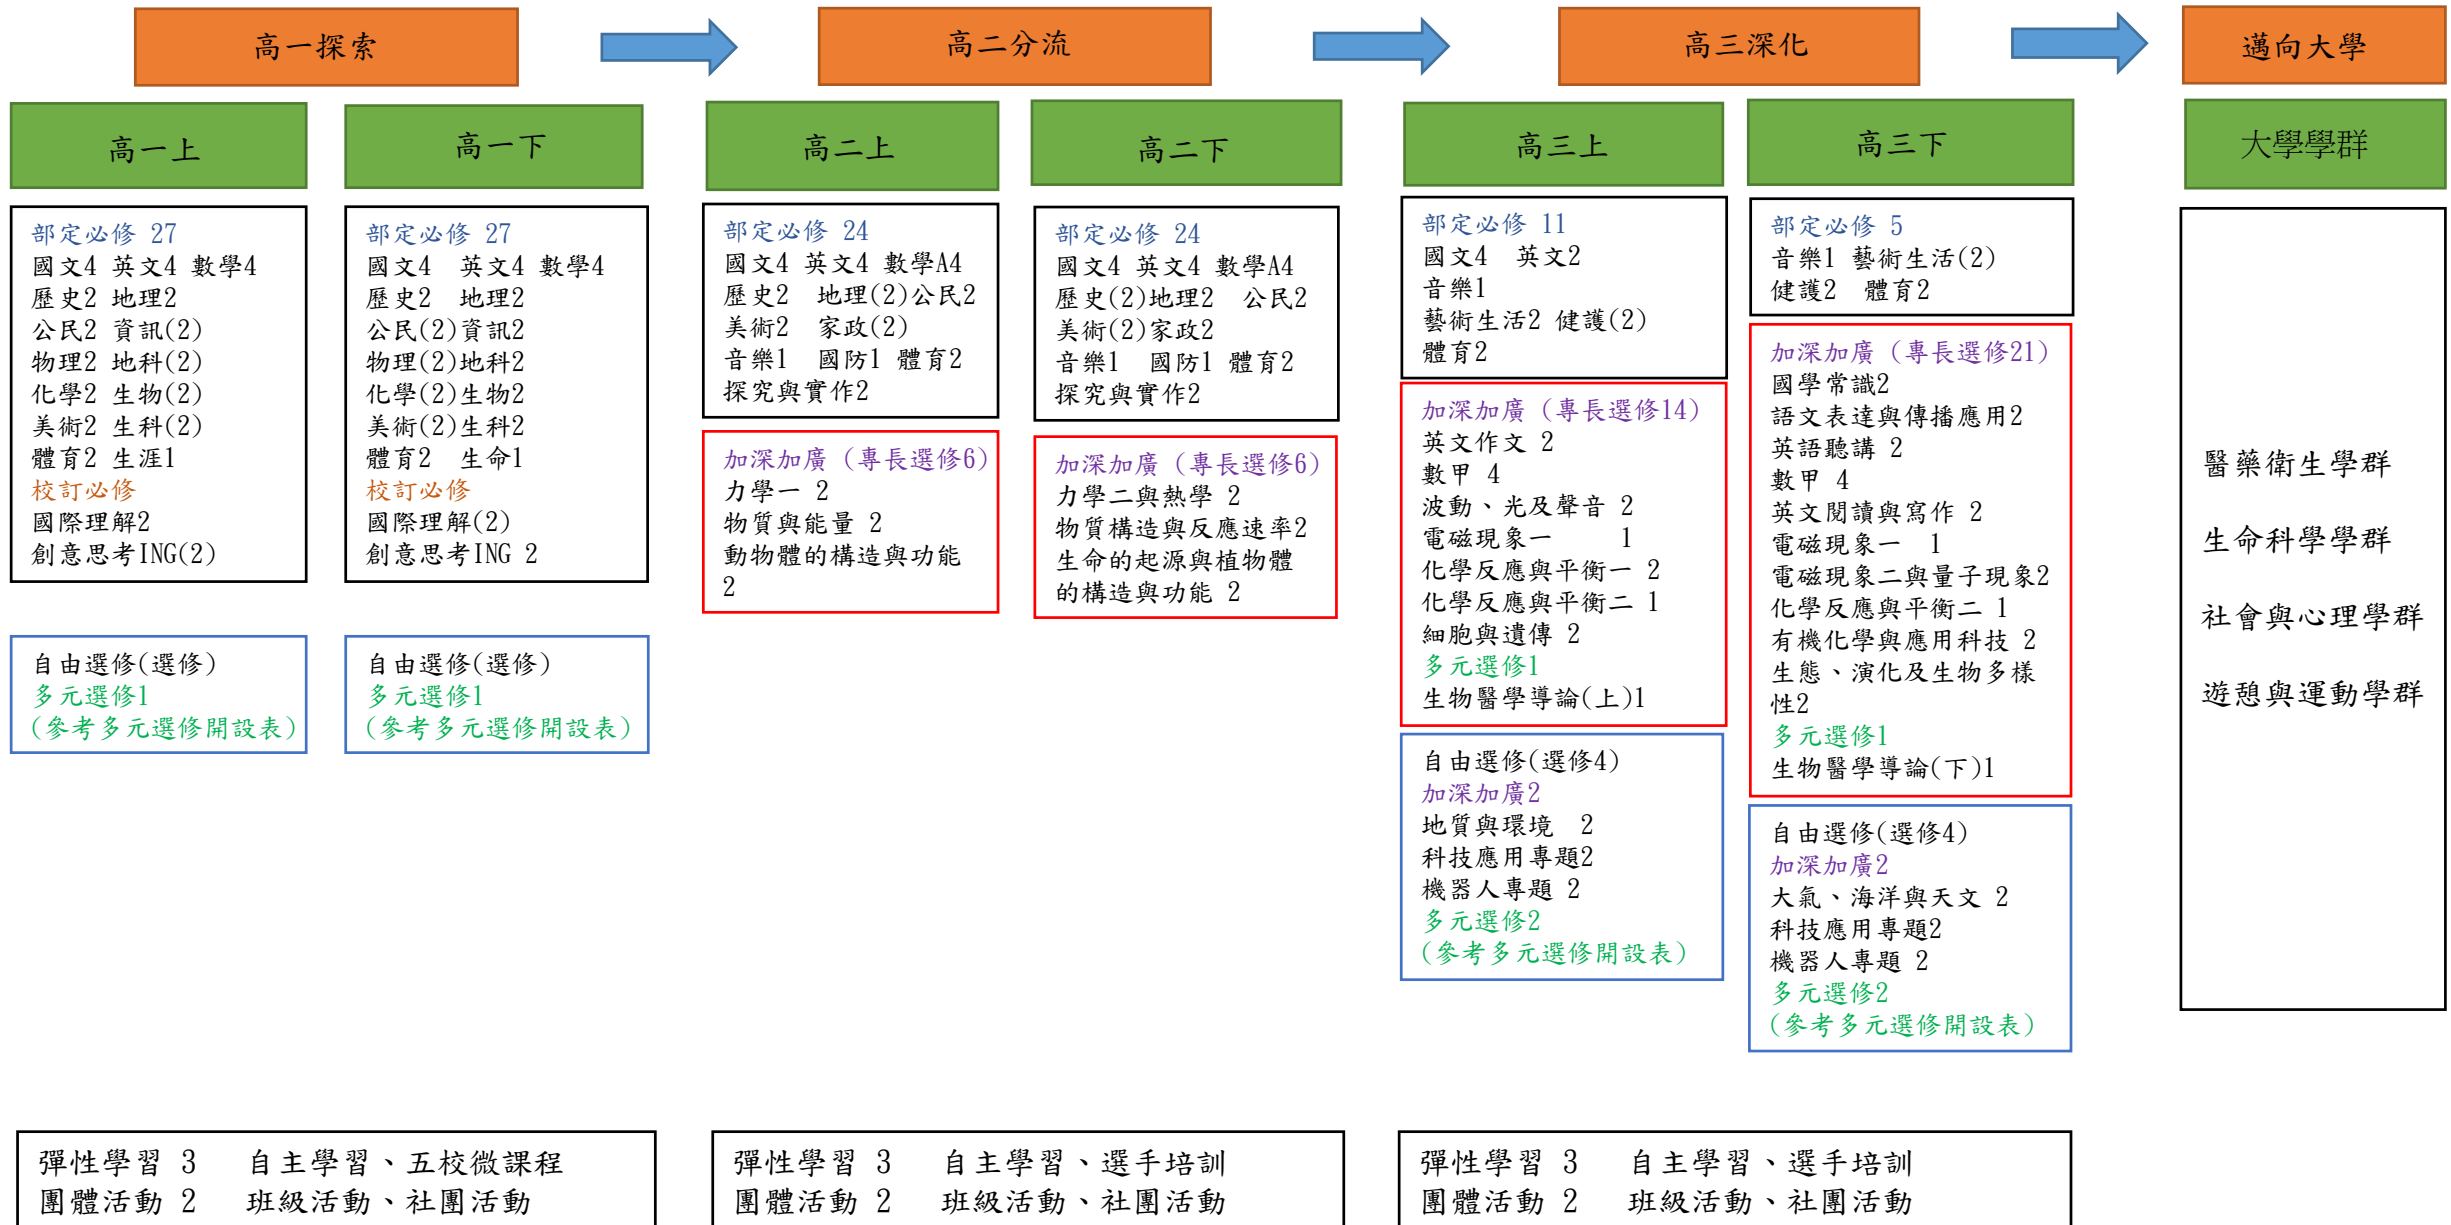 高一探索
高二分流
高三深化
邁向大學
高一上
部定必修 27
國文4 英文4 數學4
歷史2 地理2
公民2 資訊(2)
物理2 地科(2)
化學2 生物(2)
美術2 生科(2)
體育2 生涯1
校訂必修
國際理解2
創意思考ING(2)
自由選修(選修)
多元選修1
(參考多元選修開設表)
高一下
部定必修 27
國文4 英文4 數學4
歷史2 地理2
公民(2)資訊2
物理(2)地科2
化學(2)生物2
美術(2)生科2
體育2 生命1
校訂必修
國際理解(2)
創意思考ING 2
自由選修(選修)
多元選修1
(參考多元選修開設表)
高二上
部定必修 24
國文4 英文4 數學A4
歷史2 地理(2)公民2
美術2 家政(2)
音樂1 國防1 體育2
探究與實作2
加深加廣 (專長選修6)
力學一 2
物質與能量 2
動物體的構造與功能
2
高二下
部定必修 24
國文4 英文4 數學A4
歷史(2)地理2 公民2
美術(2)家政2
音樂1 國防1 體育2
探究與實作2
加深加廣 (專長選修6)
力學二與熱學 2
物質構造與反應速率2
生命的起源與植物體
的構造與功能 2
高三上
部定必修 11
國文4 英文2
音樂1
藝術生活2 健護(2)
體育2
加深加廣 (專長選修14)
英文作文 2
數甲 4
波動、光及聲音 2
電磁現象一 1
化學反應與平衡一 2
化學反應與平衡二 1
細胞與遺傳 2
多元選修1
生物醫學導論(上)1
自由選修(選修4)
加深加廣2
地質與環境 2
科技應用專題2
機器人專題 2
多元選修2
(參考多元選修開設表)
高三下
部定必修 5
音樂1 藝術生活(2)
健護2 體育2
加深加廣 (專長選修21)
國學常識2
語文表達與傳播應用2
英語聽講 2
數甲 4
英文閱讀與寫作 2
電磁現象一 1
電磁現象二與量子現象2
化學反應與平衡二 1
有機化學與應用科技 2
生態、演化及生物多樣
性2
多元選修1
生物醫學導論(下)1
自由選修(選修4)
加深加廣2
大氣、海洋與天文 2
科技應用專題2
機器人專題 2
多元選修2
(參考多元選修開設表)
大學學群
醫藥衛生學群
生命科學學群
社會與心理學群
遊憩與運動學群
彈性學習 3 自主學習、五校微課程
團體活動 2 班級活動、社團活動
彈性學習 3 自主學習、選手培訓
團體活動 2 班級活動、社團活動
彈性學習 3 自主學習、選手培訓
團體活動 2 班級活動、社團活動